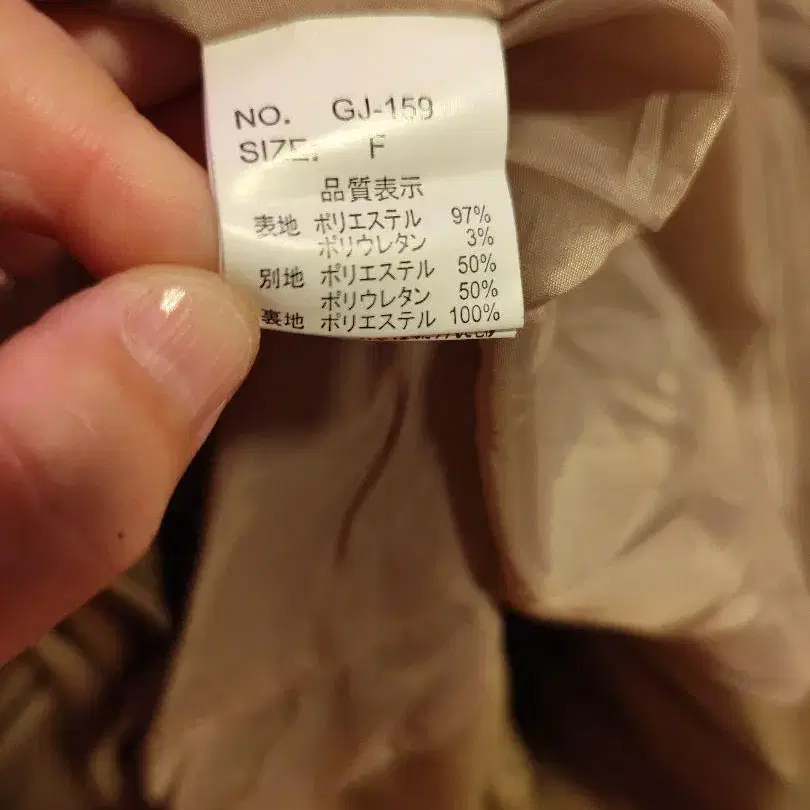 NO. GJ-159
SIZE: F
品質表示
表地 ポリエステル 97%
ポリウレタン 3%
別地 ポリエステル 50%
ポリウレタン 50%
裏地 ポリエステル 100%